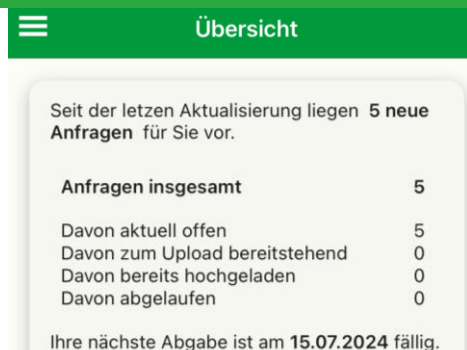 Übersicht
Seit der letzen Aktualisierung liegen 5 neue
Anfragen für Sie vor.
Anfragen insgesamt 5
Davon aktuell offen 5
Davon zum Upload bereitstehend 0
Davon bereits hochgeladen 0
Davon abgelaufen 0
Ihre nächste Abgabe ist am 15.07.2024 fällig.